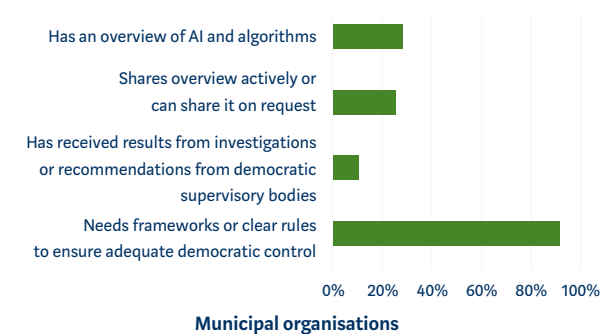 Has an overview of AI and algorithms
Shares overview actively or
can share it on request
Has received results from investigations
or recommendations from democratic
supervisory bodies
Needs frameworks or clear rules
to ensure adequate democratic control
0% 20% 40% 60% 80% 100%
Municipal organisations